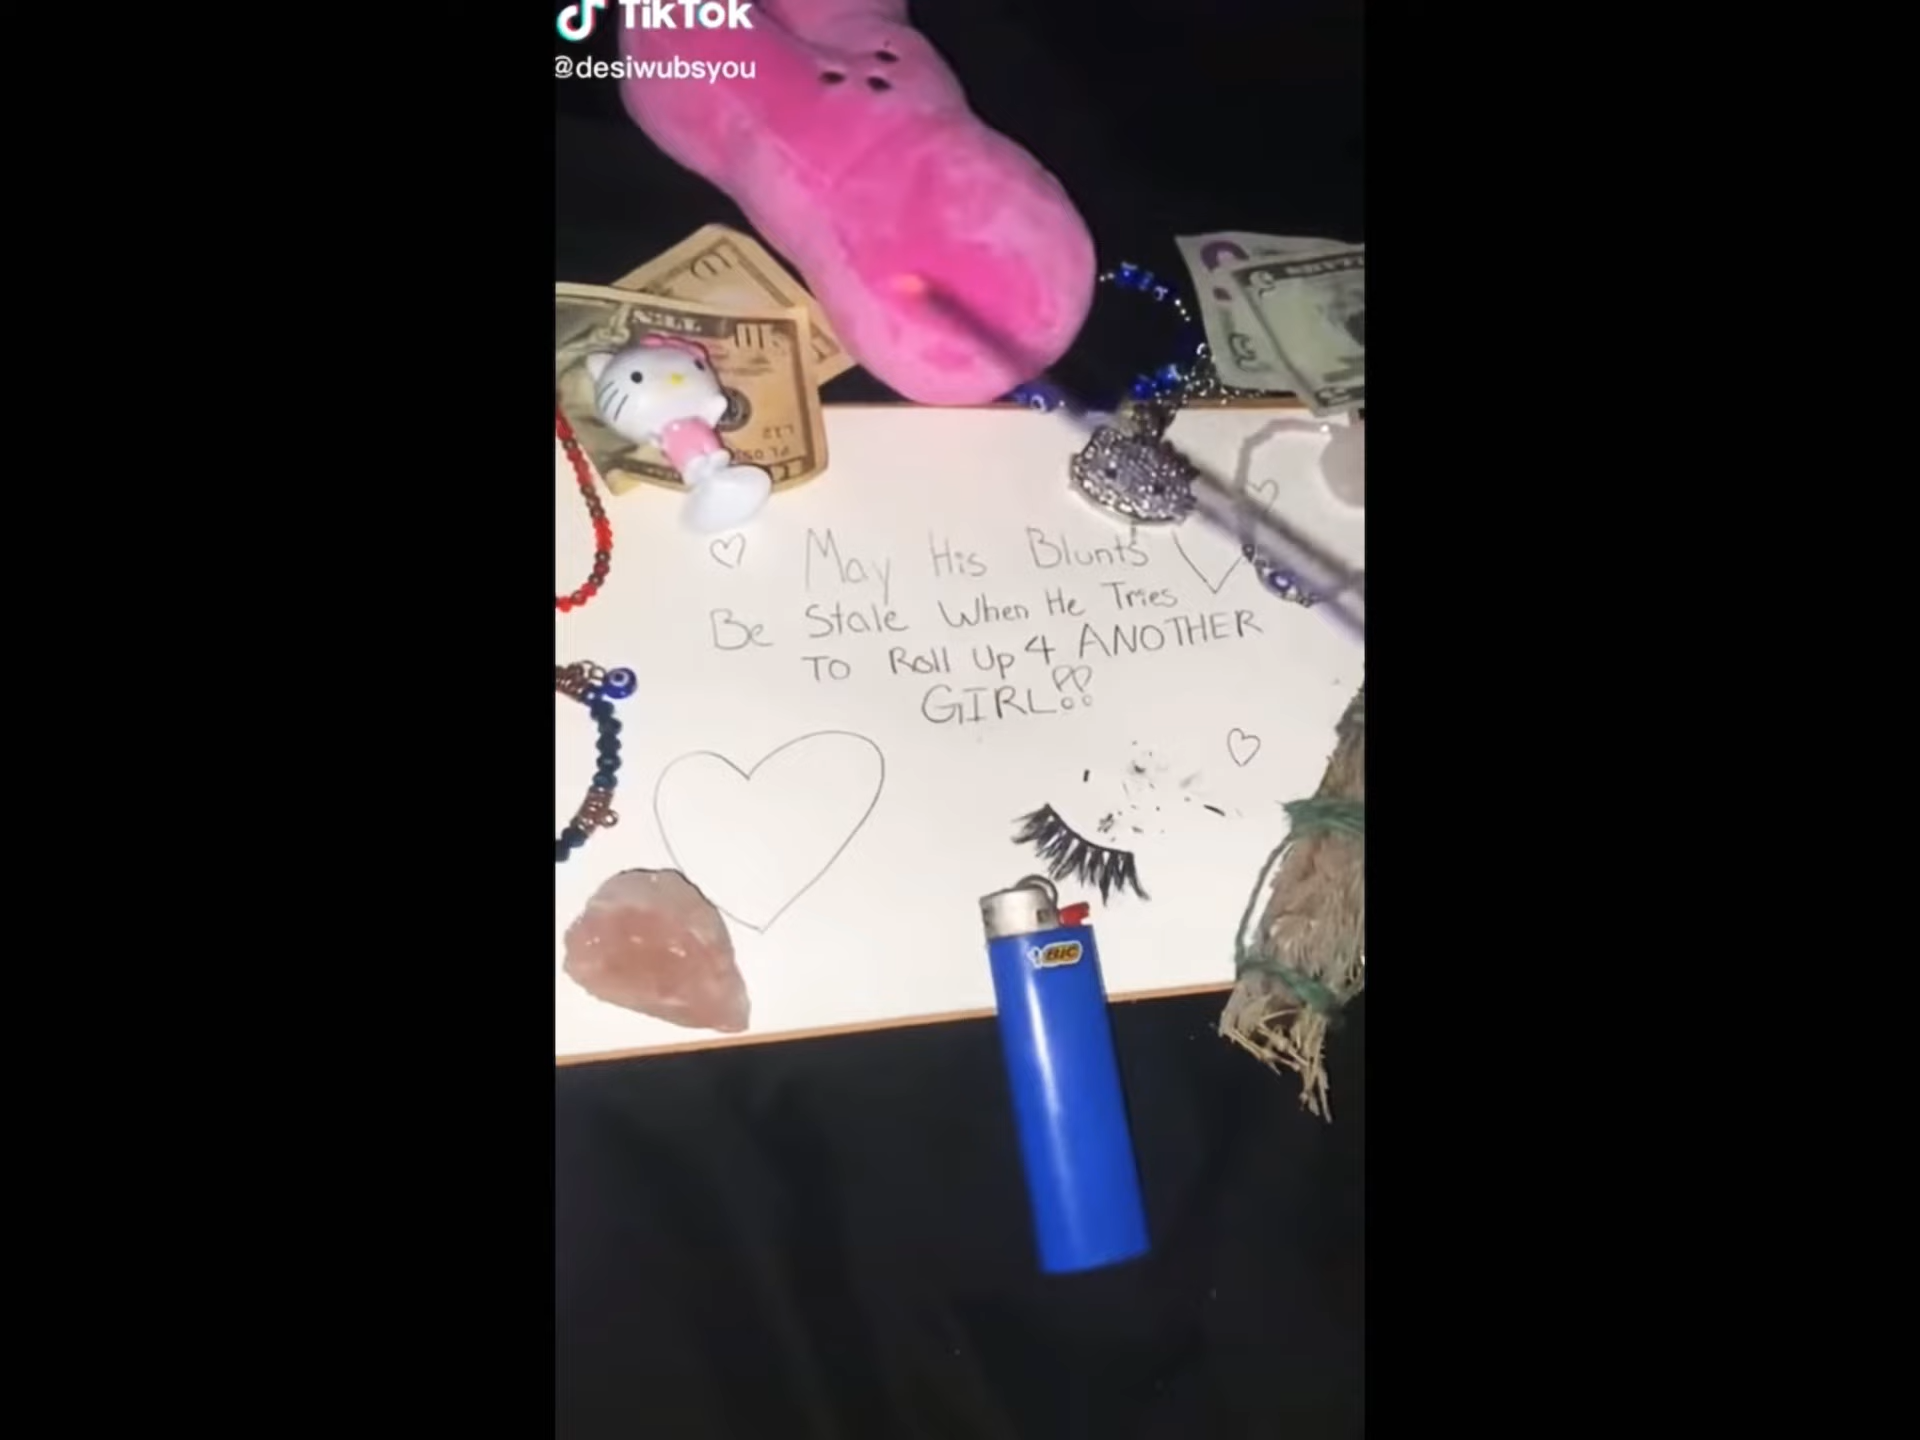 TikTok
@desiwubsyou
May His Blunts
Be Stale When He Tries
To Roll Up 4 ANOTHER
GIRL!!
BIC